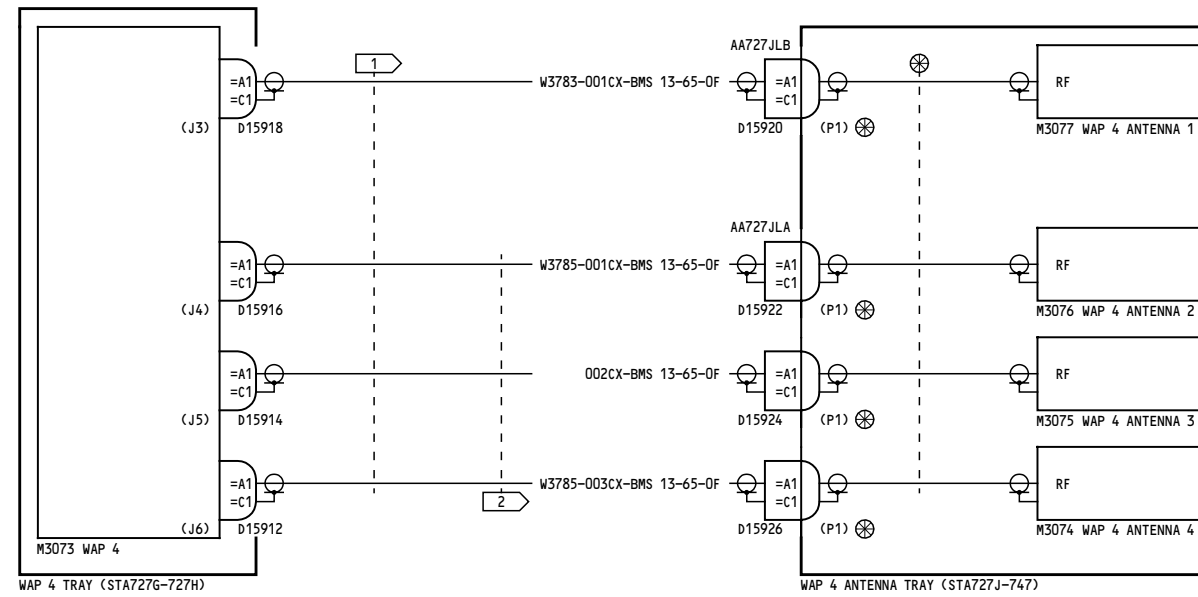 AA727JLB
1
=A1 W3783-001CX-BMS 13-65-0F =A1 RF
=C1 =C1
(J3) D15918 D15920 (P1) M3077 WAP 4 ANTENNA 1
AA727JLA
=A1 W3785-001CX-BMS 13-65-0F =A1 RF
=C1 =C1
(J4) D15916 D15922 (P1) M3076 WAP 4 ANTENNA 2
=A1 002CX-BMS 13-65-0F =A1 RF
=C1 =C1
(J5) D15914 D15924 (P1) M3075 WAP 4 ANTENNA 3
=A1 W3785-003CX-BMS 13-65-0F =A1 RF
=C1 2 =C1
(J6) D15912 D15926 (P1) M3074 WAP 4 ANTENNA 4
M3073 WAP 4
WAP 4 TRAY (STA727G-727H) WAP 4 ANTENNA TRAY (STA727J-747)